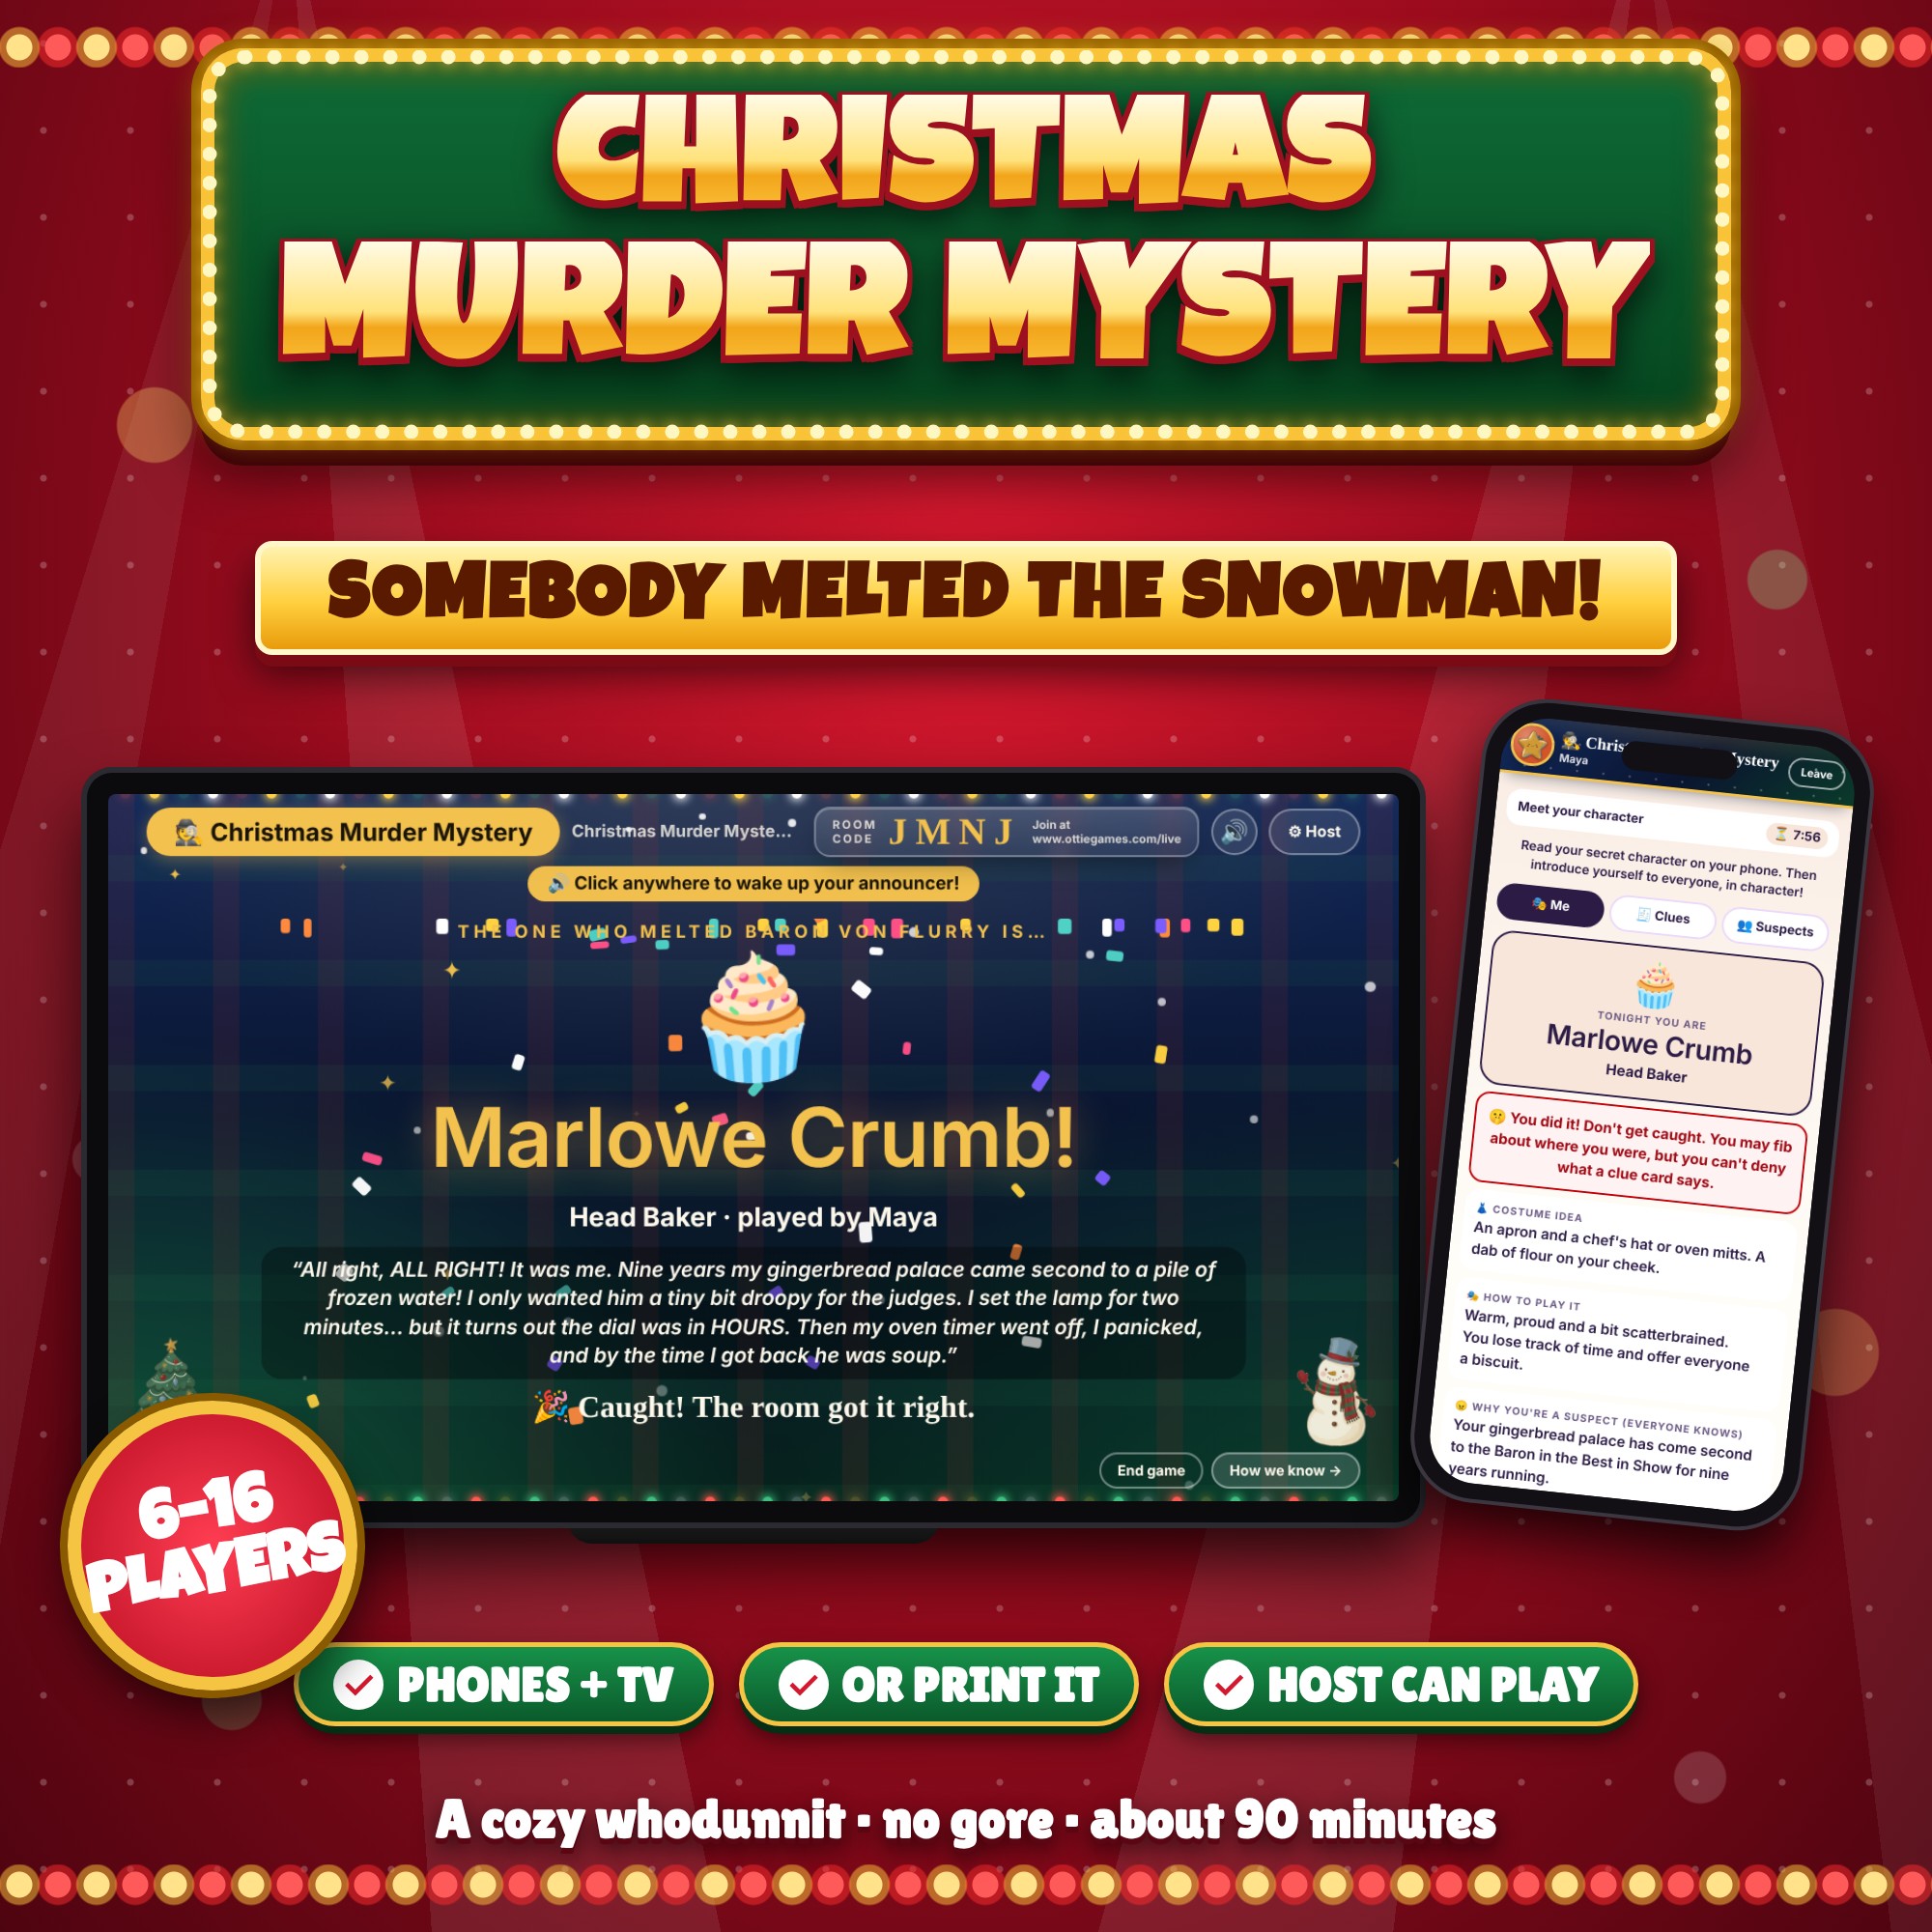 CHRISTMAS
MURDER MYSTERY
SOMEBODY MELTED THE SNOWMAN!
Christmas Murder Mystery
Christmas Murder Myste...
ROOM
CODE
JMNJ
Join at
www.ottiegames.com/live
Host
Click anywhere to wake up your announcer!
THE ONE WHO MELTED BARON VON FLURRY IS...
Marlowe Crumb!
Head Baker · played by Maya
“All right, ALL RIGHT! It was me. Nine years my gingerbread palace came second to a pile of
frozen water! I only wanted him a tiny bit droopy for the judges. I set the lamp for two
minutes... but it turns out the dial was in HOURS. Then my oven timer went off, I panicked,
and by the time I got back he was soup.”
Caught! The room got it right.
End game
How we know →
Maya
Leave
Meet your character
7:56
Read your secret character on your phone. Then
introduce yourself to everyone, in character!
Me
Clues
Suspects
TONIGHT YOU ARE
Marlowe Crumb
Head Baker
You did it! Don't get caught. You may fib
about where you were, but you can't deny
what a clue card says.
COSTUME IDEA
An apron and a chef's hat or oven mitts. A
dab of flour on your cheek.
HOW TO PLAY IT
Warm, proud and a bit scatterbrained.
You lose track of time and offer everyone
a biscuit.
WHY YOU'RE A SUSPECT (EVERYONE KNOWS)
Your gingerbread palace has come second
to the Baron in the Best in Show for nine
years running.
6–16
PLAYERS
PHONES + TV
OR PRINT IT
HOST CAN PLAY
A cozy whodunnit · no gore · about 90 minutes